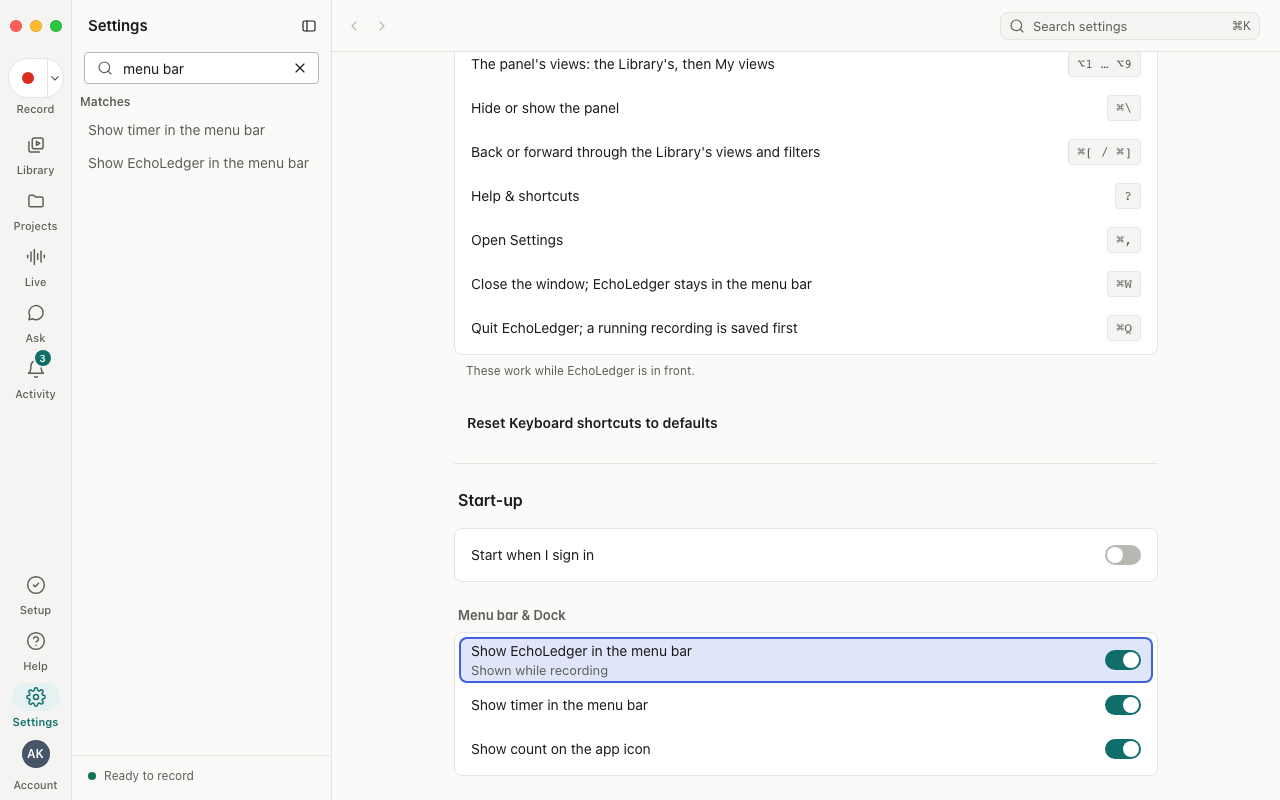 Settings
Search settings
⌘K
menu bar
Matches
Show timer in the menu bar
Show EchoLedger in the menu bar
Record
Library
Projects
Live
Ask
3
Activity
Setup
Help
Settings
AK
Account
Ready to record
The panel's views: the Library's, then My views
⌥1 … ⌥9
Hide or show the panel
⌘\
Back or forward through the Library's views and filters
⌘[ / ⌘]
Help & shortcuts
?
Open Settings
⌘,
Close the window; EchoLedger stays in the menu bar
⌘W
Quit EchoLedger; a running recording is saved first
⌘Q
These work while EchoLedger is in front.
Reset Keyboard shortcuts to defaults
Start-up
Start when I sign in
Menu bar & Dock
Show EchoLedger in the menu bar
Shown while recording
Show timer in the menu bar
Show count on the app icon